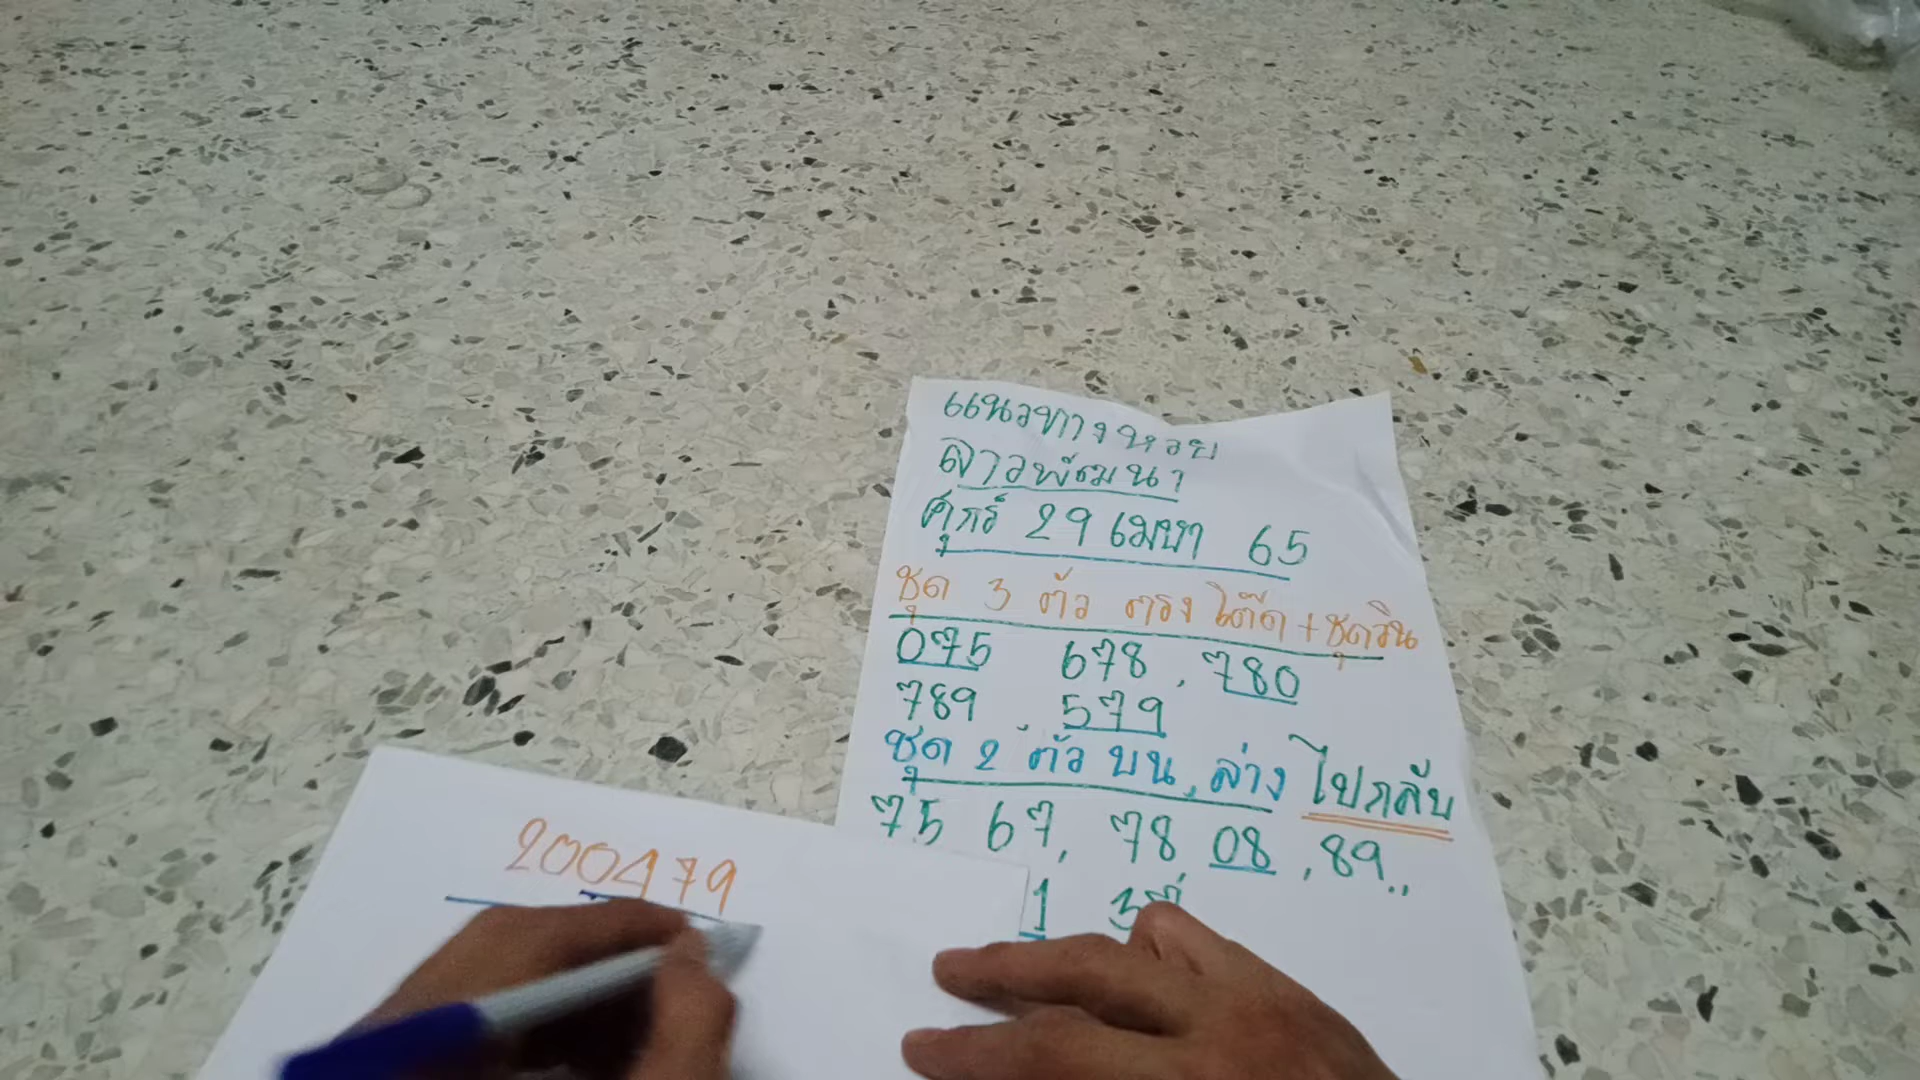 แนวทางหวย
ลาวพัฒนา
ศุกร์ 29 เมษา 65
ชุด 3 ตัว ตรง โต๊ด + ชุดวิน
075 678 , 780
789 . 579
ชุด 2 ตัว บน , ล่าง ไปกลับ
75 67 , 78 08 , 89 ..
1
200479